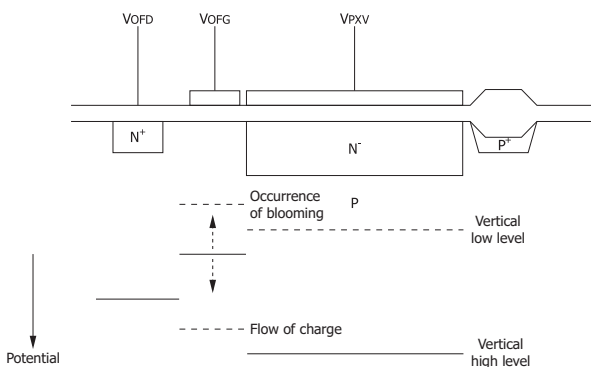 VOFD
VOFG
VPXV
N+
N-
P+
Occurrence
of blooming
P
Vertical
low level
Flow of charge
Vertical
high level
Potential